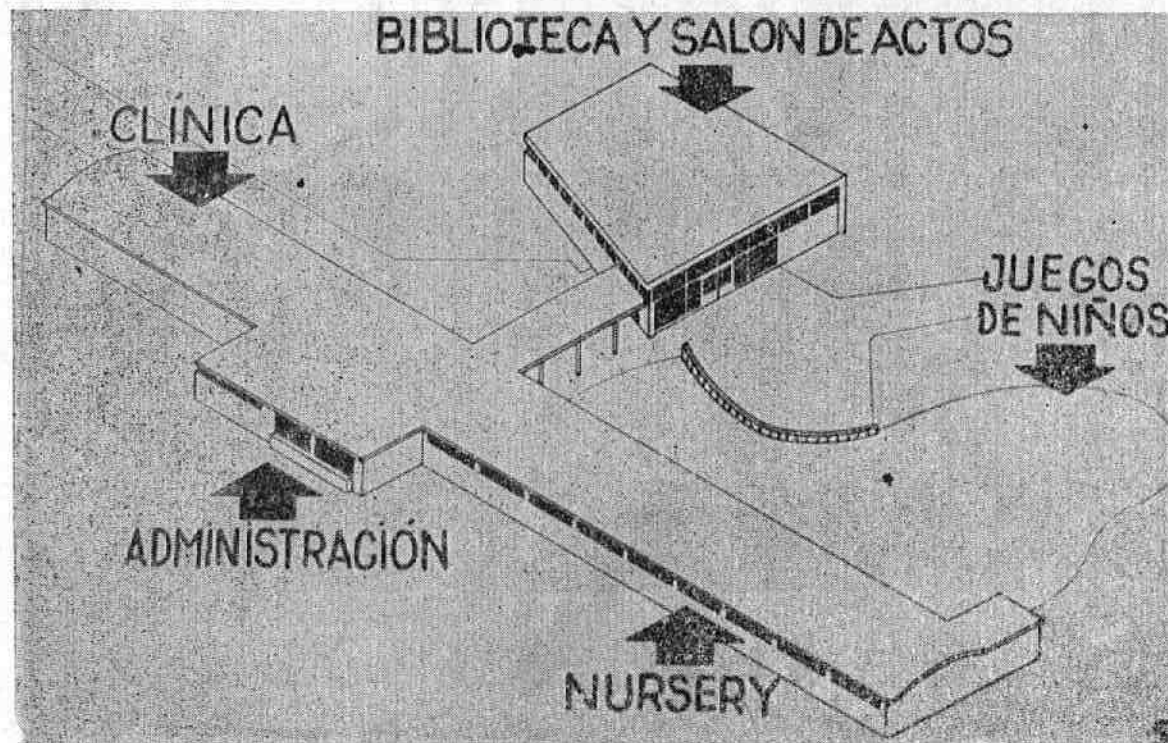 BIBLIOTECA Y SALON DE ACTOS
CLÍNICA
JUEGOS
DE NIÑOS
ADMINISTRACIÓN
NURSERY